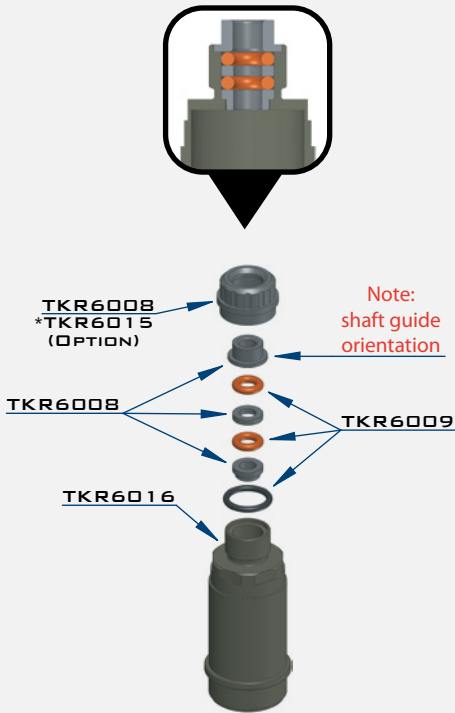 TKR6008
*TKR6015
(OPTION)
Note:
shaft guide
orientation
TKR6008
TKR6009
TKR6016